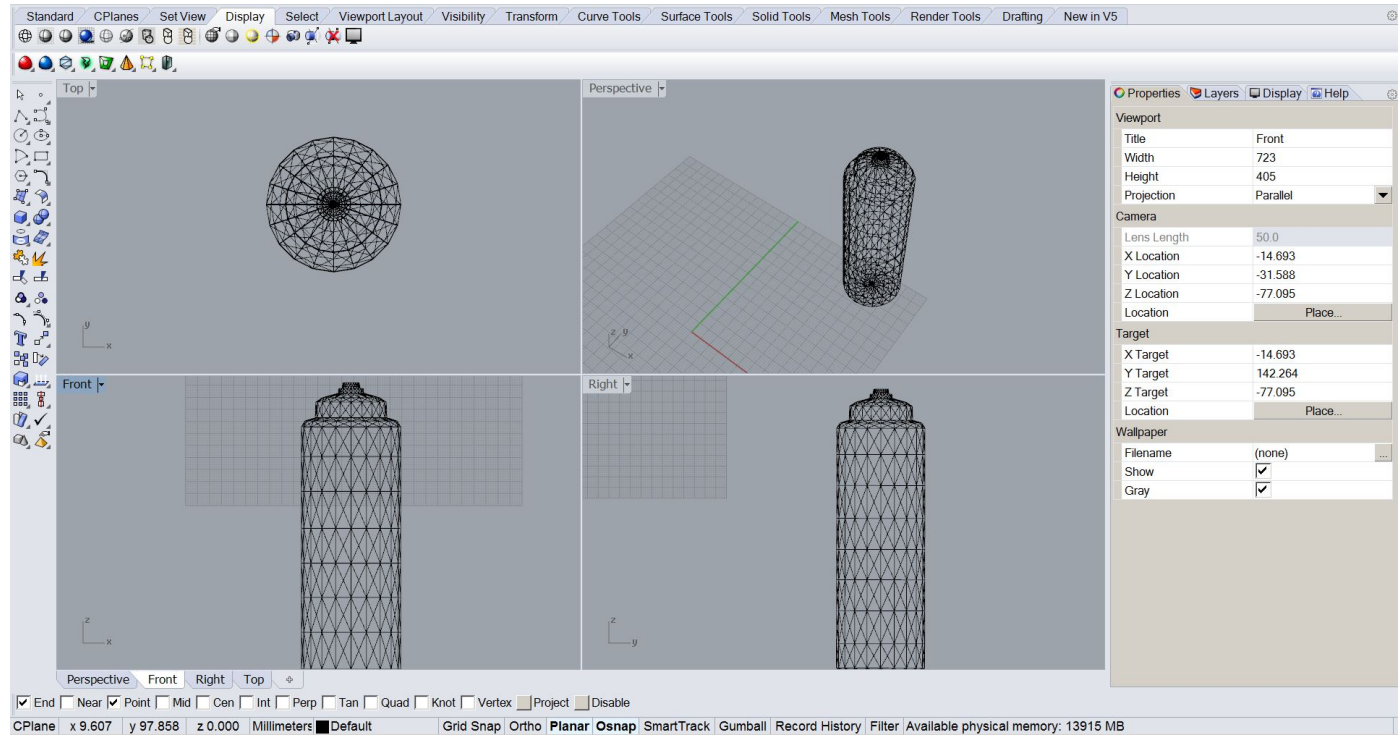 Standard CPlanes Set View Display Select Viewport Layout Visibility Transform Curve Tools Surface Tools Solid Tools Mesh Tools Render Tools Drafting New in V5
Top
y
x
Perspective
z y
x
Front
z
x
Right
z
y
Properties Layers Display Help
Viewport
Title Front
Width 723
Height 405
Projection Parallel
Camera
Lens Length 50.0
X Location -14.693
Y Location -31.588
Z Location -77.095
Location Place...
Target
X Target -14.693
Y Target 142.264
Z Target -77.095
Location Place...
Wallpaper
Filename (none) ...
Show
Gray
Perspective Front Right Top
End Near Point Mid Cen Int Perp Tan Quad Knot Vertex Project Disable
CPlane x 9.607 y 97.858 z 0.000 Millimeters Default Grid Snap Ortho Planar Osnap SmartTrack Gumball Record History Filter Available physical memory: 13915 MB